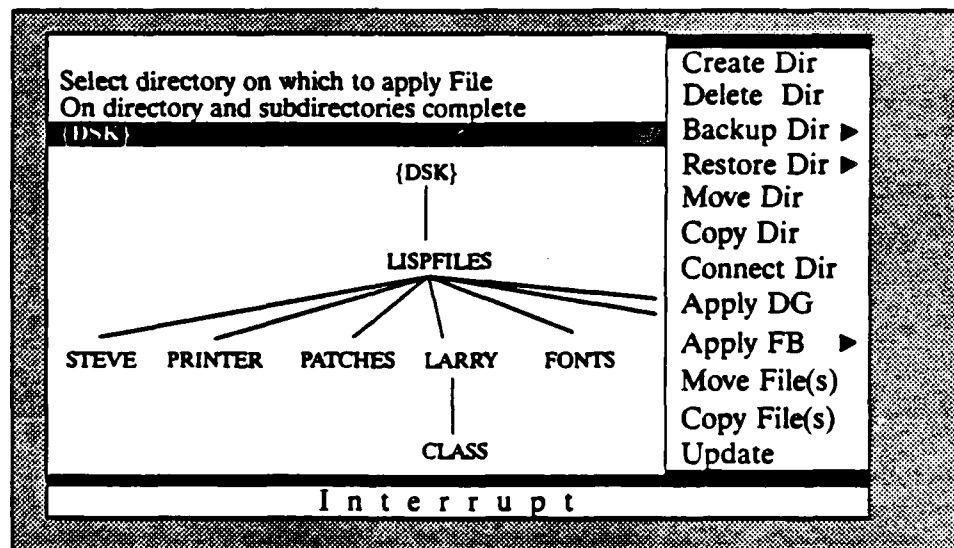 Select directory on which to apply File
On directory and subdirectories complete
{DSK}
{DSK}
LISPFILES
STEVE PRINTER PATCHES LARRY FONTS
CLASS
Create Dir
Delete Dir
Backup Dir ▶
Restore Dir ▶
Move Dir
Copy Dir
Connect Dir
Apply DG
Apply FB ▶
Move File(s)
Copy File(s)
Update
Interrupt